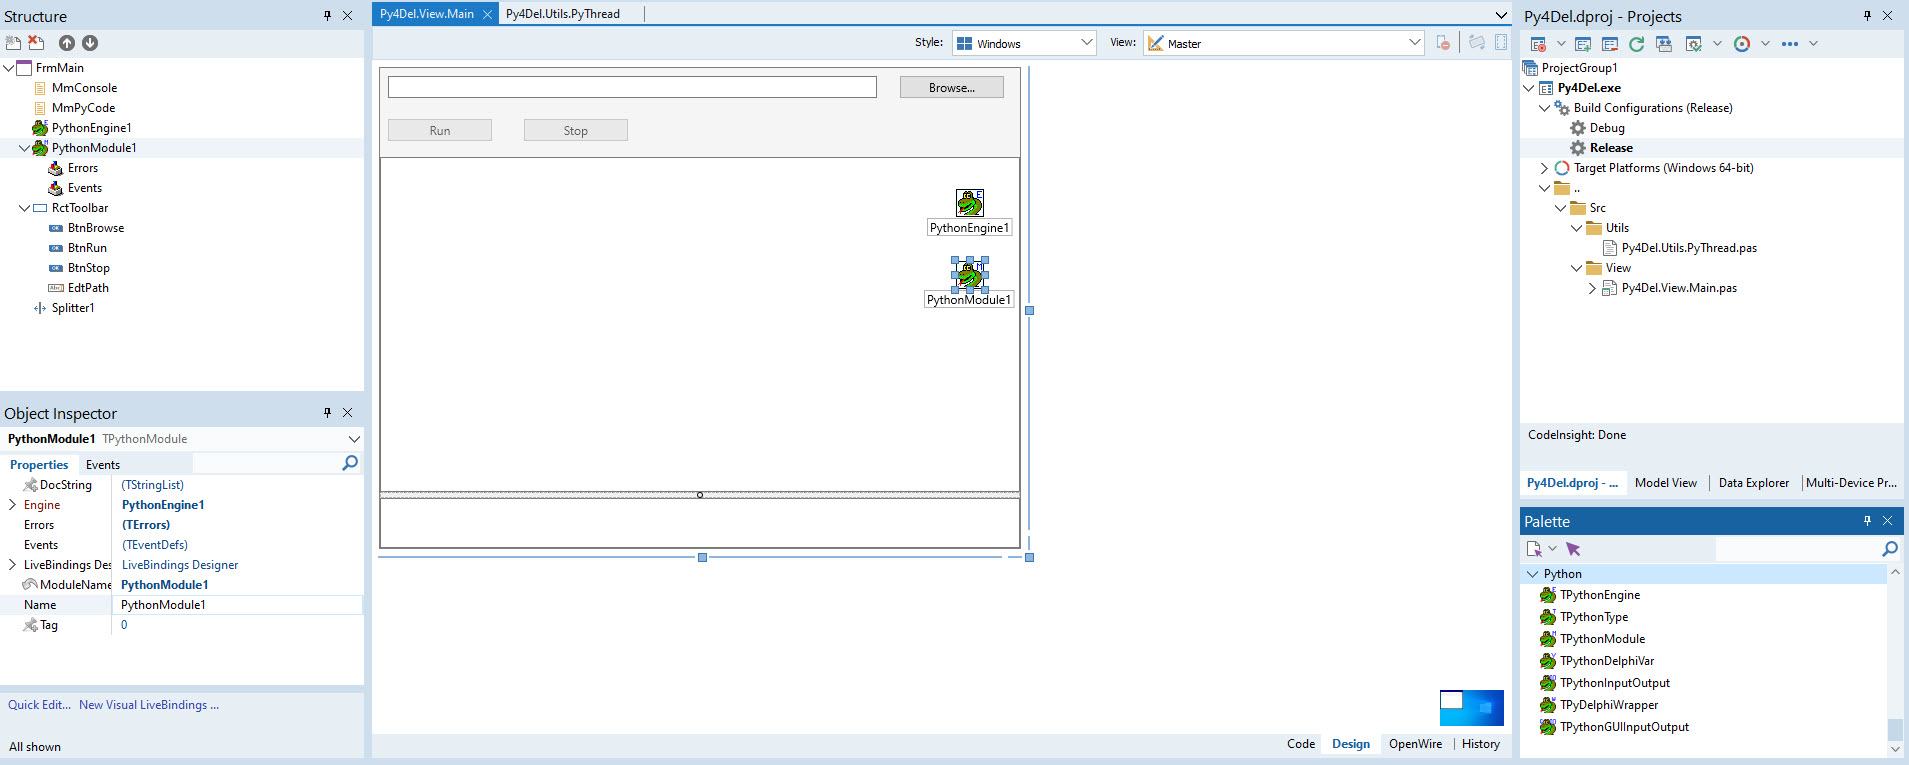 Structure
FrmMain
MmConsole
MmPyCode
PythonEngine1
PythonModule1
Errors
Events
RctToolbar
BtnBrowse
BtnRun
BtnStop
EdtPath
Splitter1
Object Inspector
PythonModule1 TPythonModule
Properties Events
DocString (TStringList)
Engine PythonEngine1
Errors (TErrors)
Events (TEventDefs)
LiveBindings Des LiveBindings Designer
ModuleName PythonModule1
Name PythonModule1
Tag 0
Quick Edit... New Visual LiveBindings ...
All shown
Py4Del.View.Main Py4Del.Utils.PyThread
Style: Windows View: Master
Browse...
Run Stop
PythonEngine1
PythonModule1
Code Design OpenWire History
Py4Del.dproj - Projects
ProjectGroup1
Py4Del.exe
Build Configurations (Release)
Debug
Release
Target Platforms (Windows 64-bit)
..
Src
Utils
Py4Del.Utils.PyThread.pas
View
Py4Del.View.Main.pas
CodeInsight: Done
Py4Del.dproj - ... Model View Data Explorer Multi-Device Pr...
Palette
Python
TPythonEngine
TPythonType
TPythonModule
TPythonDelphiVar
TPythonInputOutput
TPyDelphiWrapper
TPythonGUIInputOutput